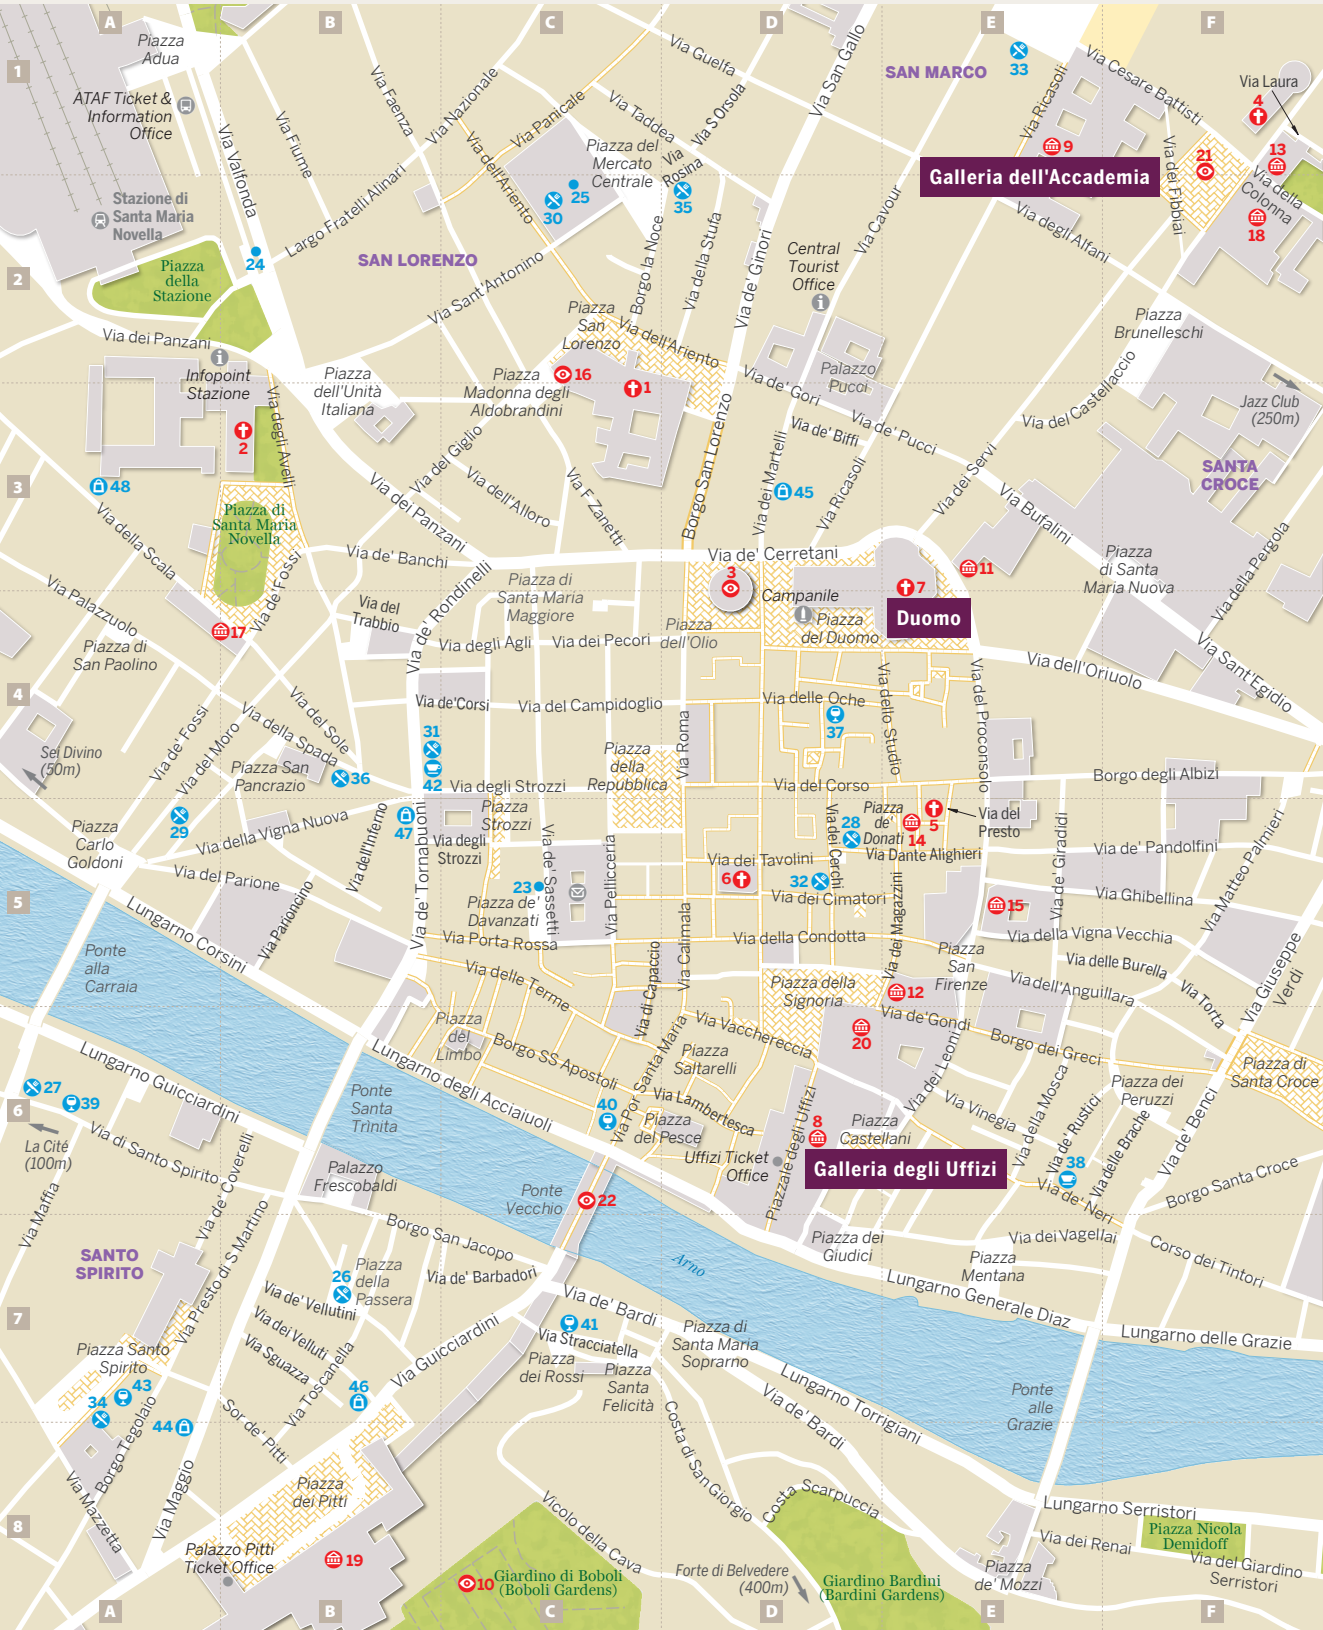 A
B
C
D
E
F
1
Piazza
Adua
ATAF Ticket &
Information
Office
Via Valfonda
Via Fiume
Via Faenza
Via Nazionale
Via Panicale
Via dell'Ariento
Via Guelfa
Via Taddea
Via S Orsola
Via
Rosina
Piazza del
Mercato
Centrale
Via San Gallo
SAN MARCO
33
Via Ricasoli
Via Cesare Battisti
Via Laura
4
9
21
13
Galleria dell'Accademia
Via dei Fibbiai
Via della
Colonna
18
Via degli Alfani
Stazione di
Santa Maria
Novella
Largo Fratelli Alinari
30
25
35
Borgo la Noce
Via della Stufa
Via de' Ginori
Via Cavour
Central
Tourist
Office
24
SAN LORENZO
2
Piazza
della
Stazione
Via Sant'Antonino
Piazza
San
Lorenzo
Via dell'Ariento
Piazza
Brunelleschi
Via dei Panzani
Infopoint
Stazione
Piazza
dell'Unità
Italiana
Piazza
Madonna degli
Aldobrandini
16
1
Via de' Gori
Palazzo
Pucci
Via de' Pucci
Via de' Biffi
Via del Castellaccio
Jazz Club
(250m)
Via degli Avelli
2
3
48
Via della Scala
Piazza di
Santa Maria
Novella
Via del Giglio
Via dei Panzani
Via dell'Alloro
Via F Zanetti
Borgo San Lorenzo
Via dei Martelli
45
Via Ricasoli
Via dei Servi
Via Bufalini
SANTA
CROCE
Via della Pergola
Via de' Banchi
Via de' Cerretani
Via de' Rondinelli
Piazza di
Santa Maria
Maggiore
3
Campanile
7
11
Piazza
di Santa
Maria Nuova
Via Palazzuolo
Piazza di
San Paolino
17
Via de' Fossi
Via del
Trabbio
Via degli Agli
Via dei Pecori
Piazza
dell'Olio
Piazza
del Duomo
Duomo
Via dell'Oriuolo
Via Sant'Egidio
4
Sei Divino
(50m)
Via de' Fossi
Via del Moro
Via della Spada
Via del Sole
Piazza San
Pancrazio
36
Via de'Corsi
31
42
Via del Campidoglio
Piazza
della
Repubblica
Via Roma
Via delle Oche
37
Via dello Studio
Via del Proconsolo
Via degli Strozzi
Via del Corso
Borgo degli Albizi
Piazza
Carlo
Goldoni
29
Via della Vigna Nuova
Via dell'Inferno
47
Via de' Tornabuoni
Piazza
Strozzi
Via degli
Strozzi
Via de' Sassetti
Via Pellicceria
Via dei Tavolini
6
Via dei Cerchi
28
Piazza
de'
Donati
14
5
Via del
Presto
Via Dante Alighieri
Via de' Giraldi
Via de' Pandolfini
Via Matteo Palmieri
Via del Parione
5
23
Piazza de'
Davanzati
32
Via dei Cimatori
Via dei Magazzini
15
Via Ghibellina
Lungarno Corsini
Via Parioncino
Via Porta Rossa
Via Calimala
Via della Condotta
Via della Vigna Vecchia
Ponte
alla
Carraia
Via delle Terme
Via di Capaccio
Piazza della
Signoria
12
Piazza
San
Firenze
Via delle Burella
Via dell'Anguillara
Via Torta
Via Giuseppe
Verdi
Piazza
del
Limbo
Borgo SS Apostoli
Via Por Santa Maria
Via Vacchereccia
Piazza
Saltarelli
20
Via de'Gondi
Via dei Leoni
Borgo dei Greci
Piazza di
Santa Croce
Lungarno Guicciardini
Lungarno degli Acciaiuoli
27
39
6
La Cité
(100m)
Via di Santo Spirito
Via de' Coverelli
Ponte
Santa
Trìnita
40
Via Lambertesca
Piazza
del Pesce
Uffizi Ticket
Office
Piazzale degli Uffizi
8
Piazza
Castellani
Galleria degli Uffizi
Via Vinegia
Via della Mosca
Via de' Rustici
Piazza dei
Peruzzi
Via delle Brache
Via de' Benci
38
Via de' Neri
Borgo Santa Croce
Via Maffia
Palazzo
Frescobaldi
Ponte
Vecchio
22
Via Presto di S Martino
Borgo San Jacopo
Piazza dei
Giudici
Via dei Vagellai
Corso dei Tintori
SANTO
SPIRITO
26
Piazza
della
Passera
Via de' Barbadori
Arno
Piazza
Mentana
Via de' Vellutini
Via de' Bardi
Lungarno Generale Diaz
7
Via dei Velluti
Via Sguazza
Via Toscanella
Via Guicciardini
41
Via Stracciatella
Piazza di
Santa Maria
Soprarno
Lungarno delle Grazie
Piazza Santo
Spirito
Piazza
dei Rossi
Piazza
Santa
Felicità
43
34
44
46
Borgo Tegolaio
Sor de' Pitti
Costa di San Giorgio
Lungarno Torrigiani
Via de' Bardi
Ponte
alle
Grazie
Via Mazzetta
Via Maggio
Piazza
dei Pitti
Costa Scarpuccia
Lungarno Serristori
8
Palazzo Pitti
Ticket Office
19
Vicolo della Cava
10
Giardino di Boboli
(Boboli Gardens)
Forte di Belvedere
(400m)
Giardino Bardini
(Bardini Gardens)
Piazza
de' Mozzi
Via dei Renai
Piazza Nicola
Demidoff
Via del Giardino
Serristori
A
B
C
D
E
F